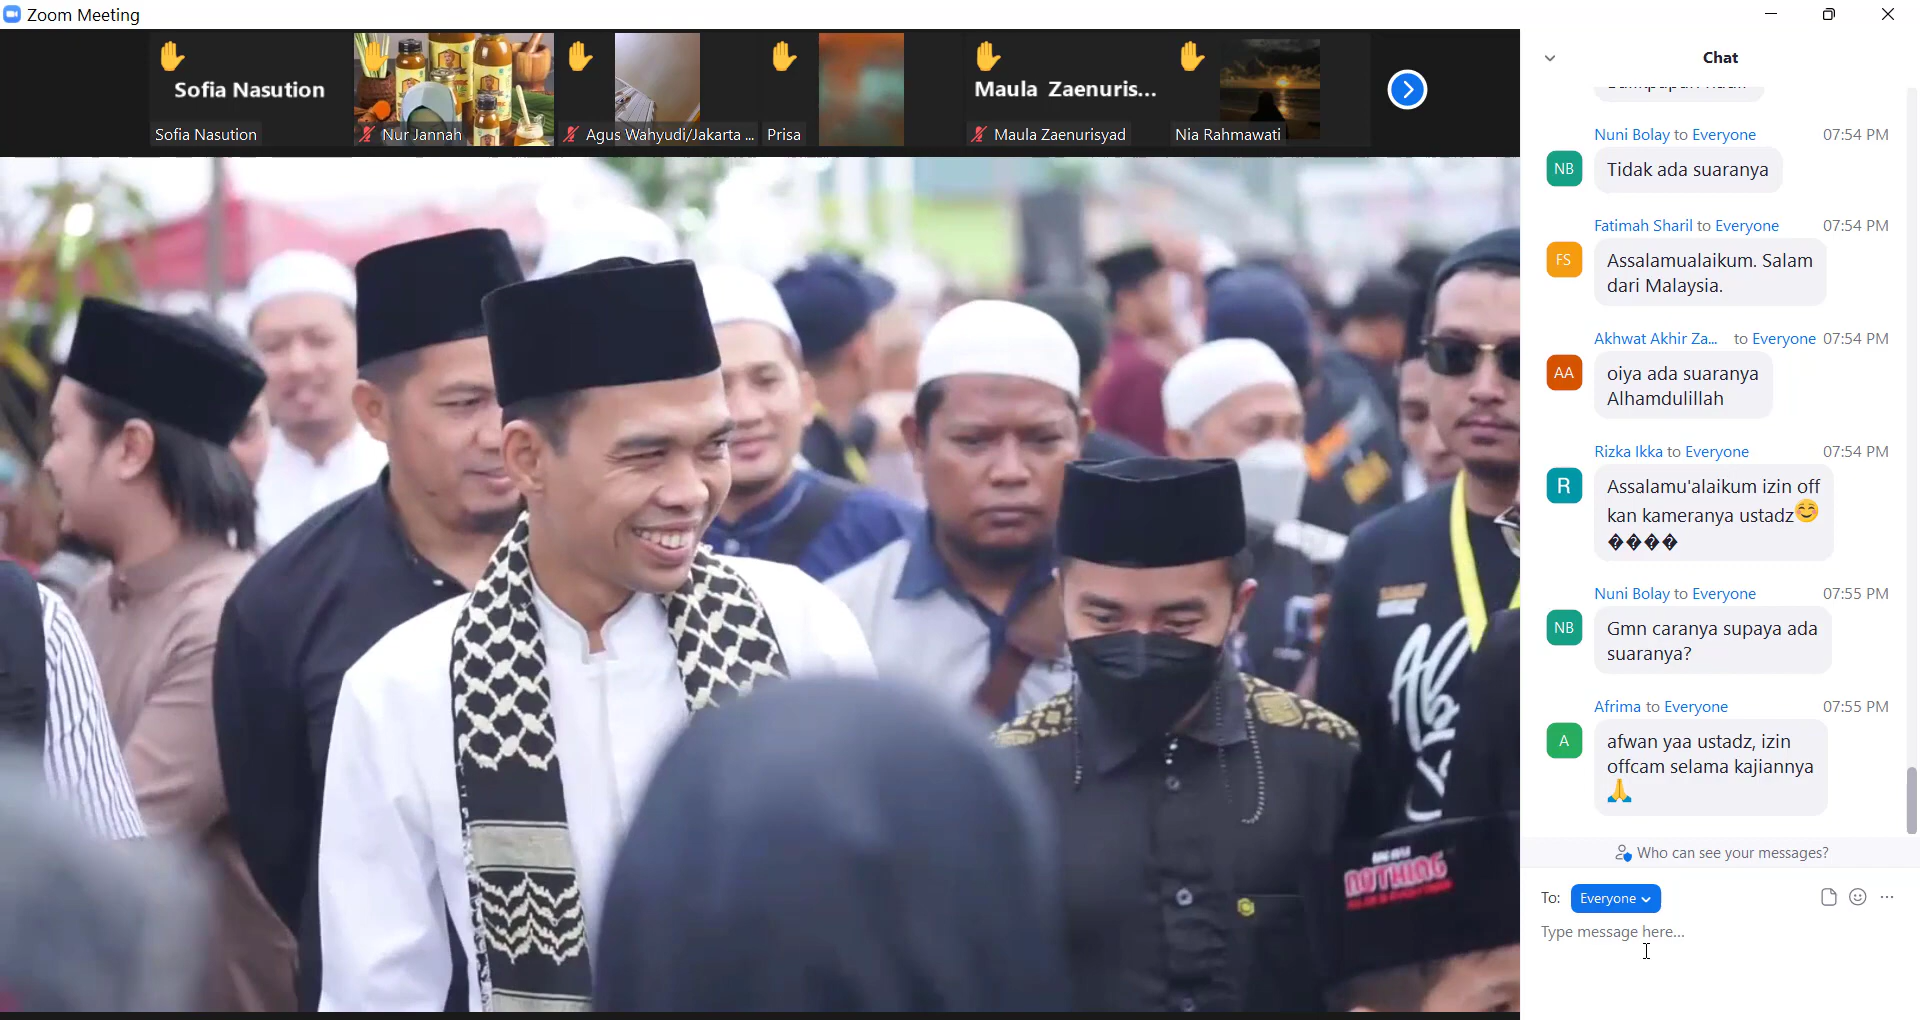 Zoom Meeting
Sofia Nasution
Maula Zaenuris...
Sofia Nasution
Nur Jannah
Agus Wahyudi/Jakarta ...
Prisa
Maula Zaenurisyad
Nia Rahmawati
Chat
Nuni Bolay to Everyone 07:54 PM
NB
Tidak ada suaranya
Fatimah Sharil to Everyone 07:54 PM
FS
Assalamualaikum. Salam
dari Malaysia.
Akhwat Akhir Za... to Everyone 07:54 PM
AA
oiya ada suaranya
Alhamdulillah
Rizka Ikka to Everyone 07:54 PM
R
Assalamu'alaikum izin off
kan kameranya ustadz😊
����
Nuni Bolay to Everyone 07:55 PM
NB
Gmn caranya supaya ada
suaranya?
Afrima to Everyone 07:55 PM
A
afwan yaa ustadz, izin
offcam selama kajiannya
🙏
Who can see your messages?
To: Everyone
Type message here...
NOTHING